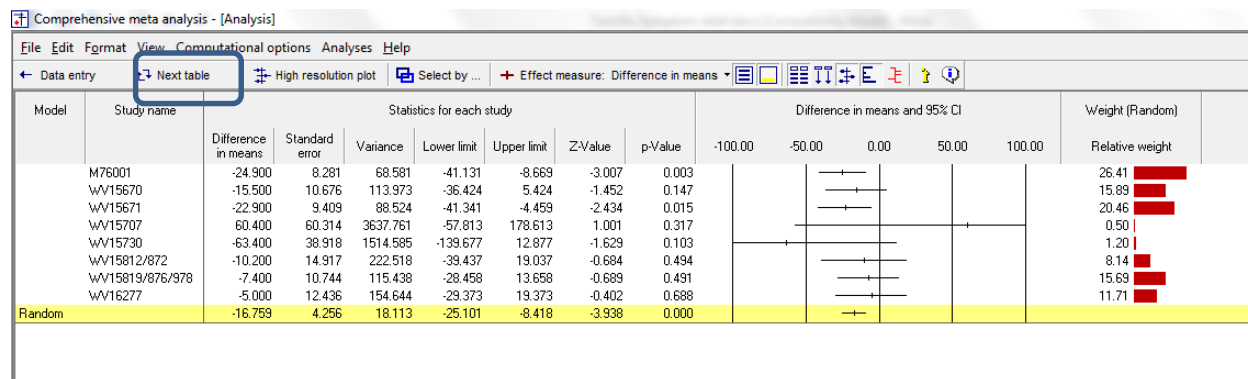 Comprehensive meta analysis - [Analysis]
File Edit Format View Computational options Analyses Help
← Data entry Next table High resolution plot Select by ... Effect measure: Difference in means
Model Study name Statistics for each study Difference in means and 95% CI Weight (Random)
Difference in means Standard error Variance Lower limit Upper limit Z-Value p-Value -100.00 -50.00 0.00 50.00 100.00 Relative weight
M76001 -24.900 8.281 68.581 -41.131 -8.669 -3.007 0.003 26.41
WV15670 -15.500 10.676 113.973 -36.424 5.424 -1.452 0.147 15.89
WV15671 -22.900 9.409 88.524 -41.341 -4.459 -2.434 0.015 20.46
WV15707 60.400 60.314 3637.761 -57.813 178.613 1.001 0.317 0.50
WV15730 -63.400 38.918 1514.585 -139.677 12.877 -1.629 0.103 1.20
WV15812/872 -10.200 14.917 222.518 -39.437 19.037 -0.684 0.494 8.14
WV15819/876/978 -7.400 10.744 115.438 -28.458 13.658 -0.689 0.491 15.69
WV16277 -5.000 12.436 154.644 -29.373 19.373 -0.402 0.688 11.71
Random -16.759 4.256 18.113 -25.101 -8.418 -3.938 0.000